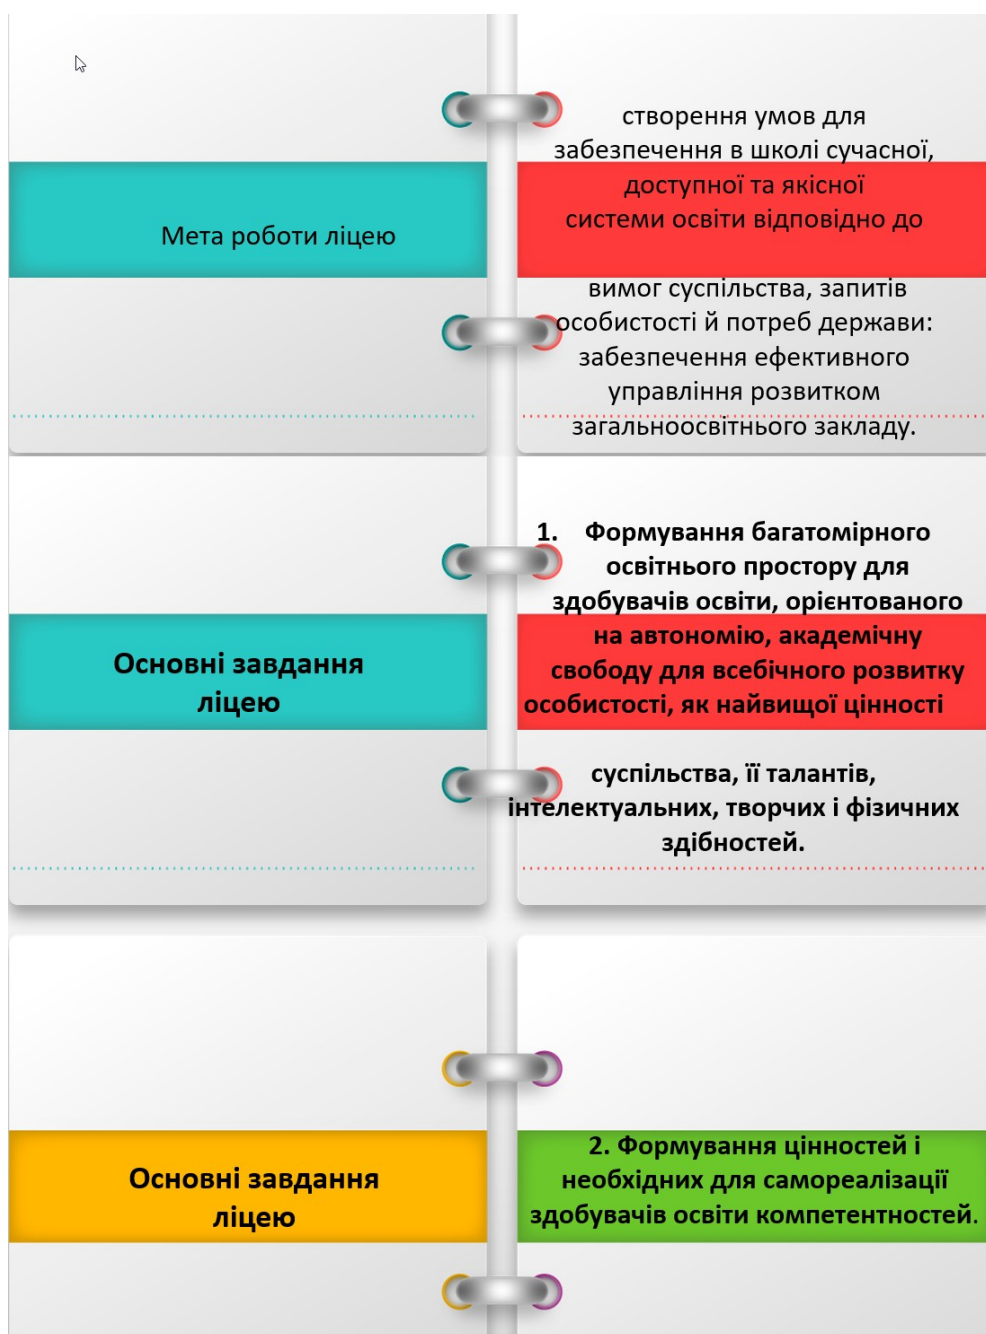 Мета роботи ліцею
створення умов для
забезпечення в школі сучасної,
доступної та якісної
системи освіти відповідно до
вимог суспільства, запитів
особистості й потреб держави:
забезпечення ефективного
управління розвитком
загальноосвітнього закладу.
Основні завдання
ліцею
1. Формування багатомірного
освітнього простору для
здобувачів освіти, орієнтованого
на автономію, академічну
свободу для всебічного розвитку
особистості, як найвищої цінності
суспільства, її талантів,
інтелектуальних, творчих і фізичних
здібностей.
Основні завдання
ліцею
2. Формування цінностей і
необхідних для самореалізації
здобувачів освіти компетентностей.